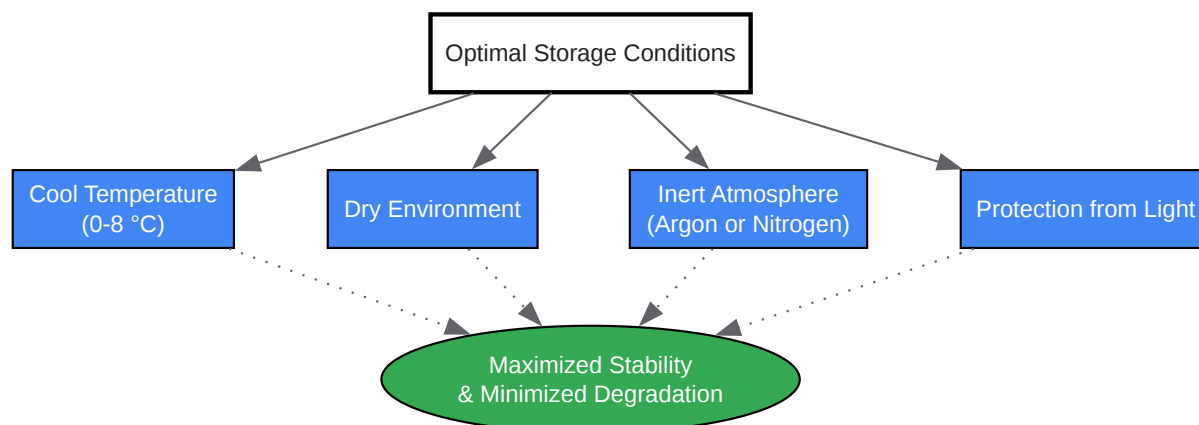 Optimal Storage Conditions
Cool Temperature
(0-8 °C)
Dry Environment
Inert Atmosphere
(Argon or Nitrogen)
Protection from Light
Maximized Stability
& Minimized Degradation